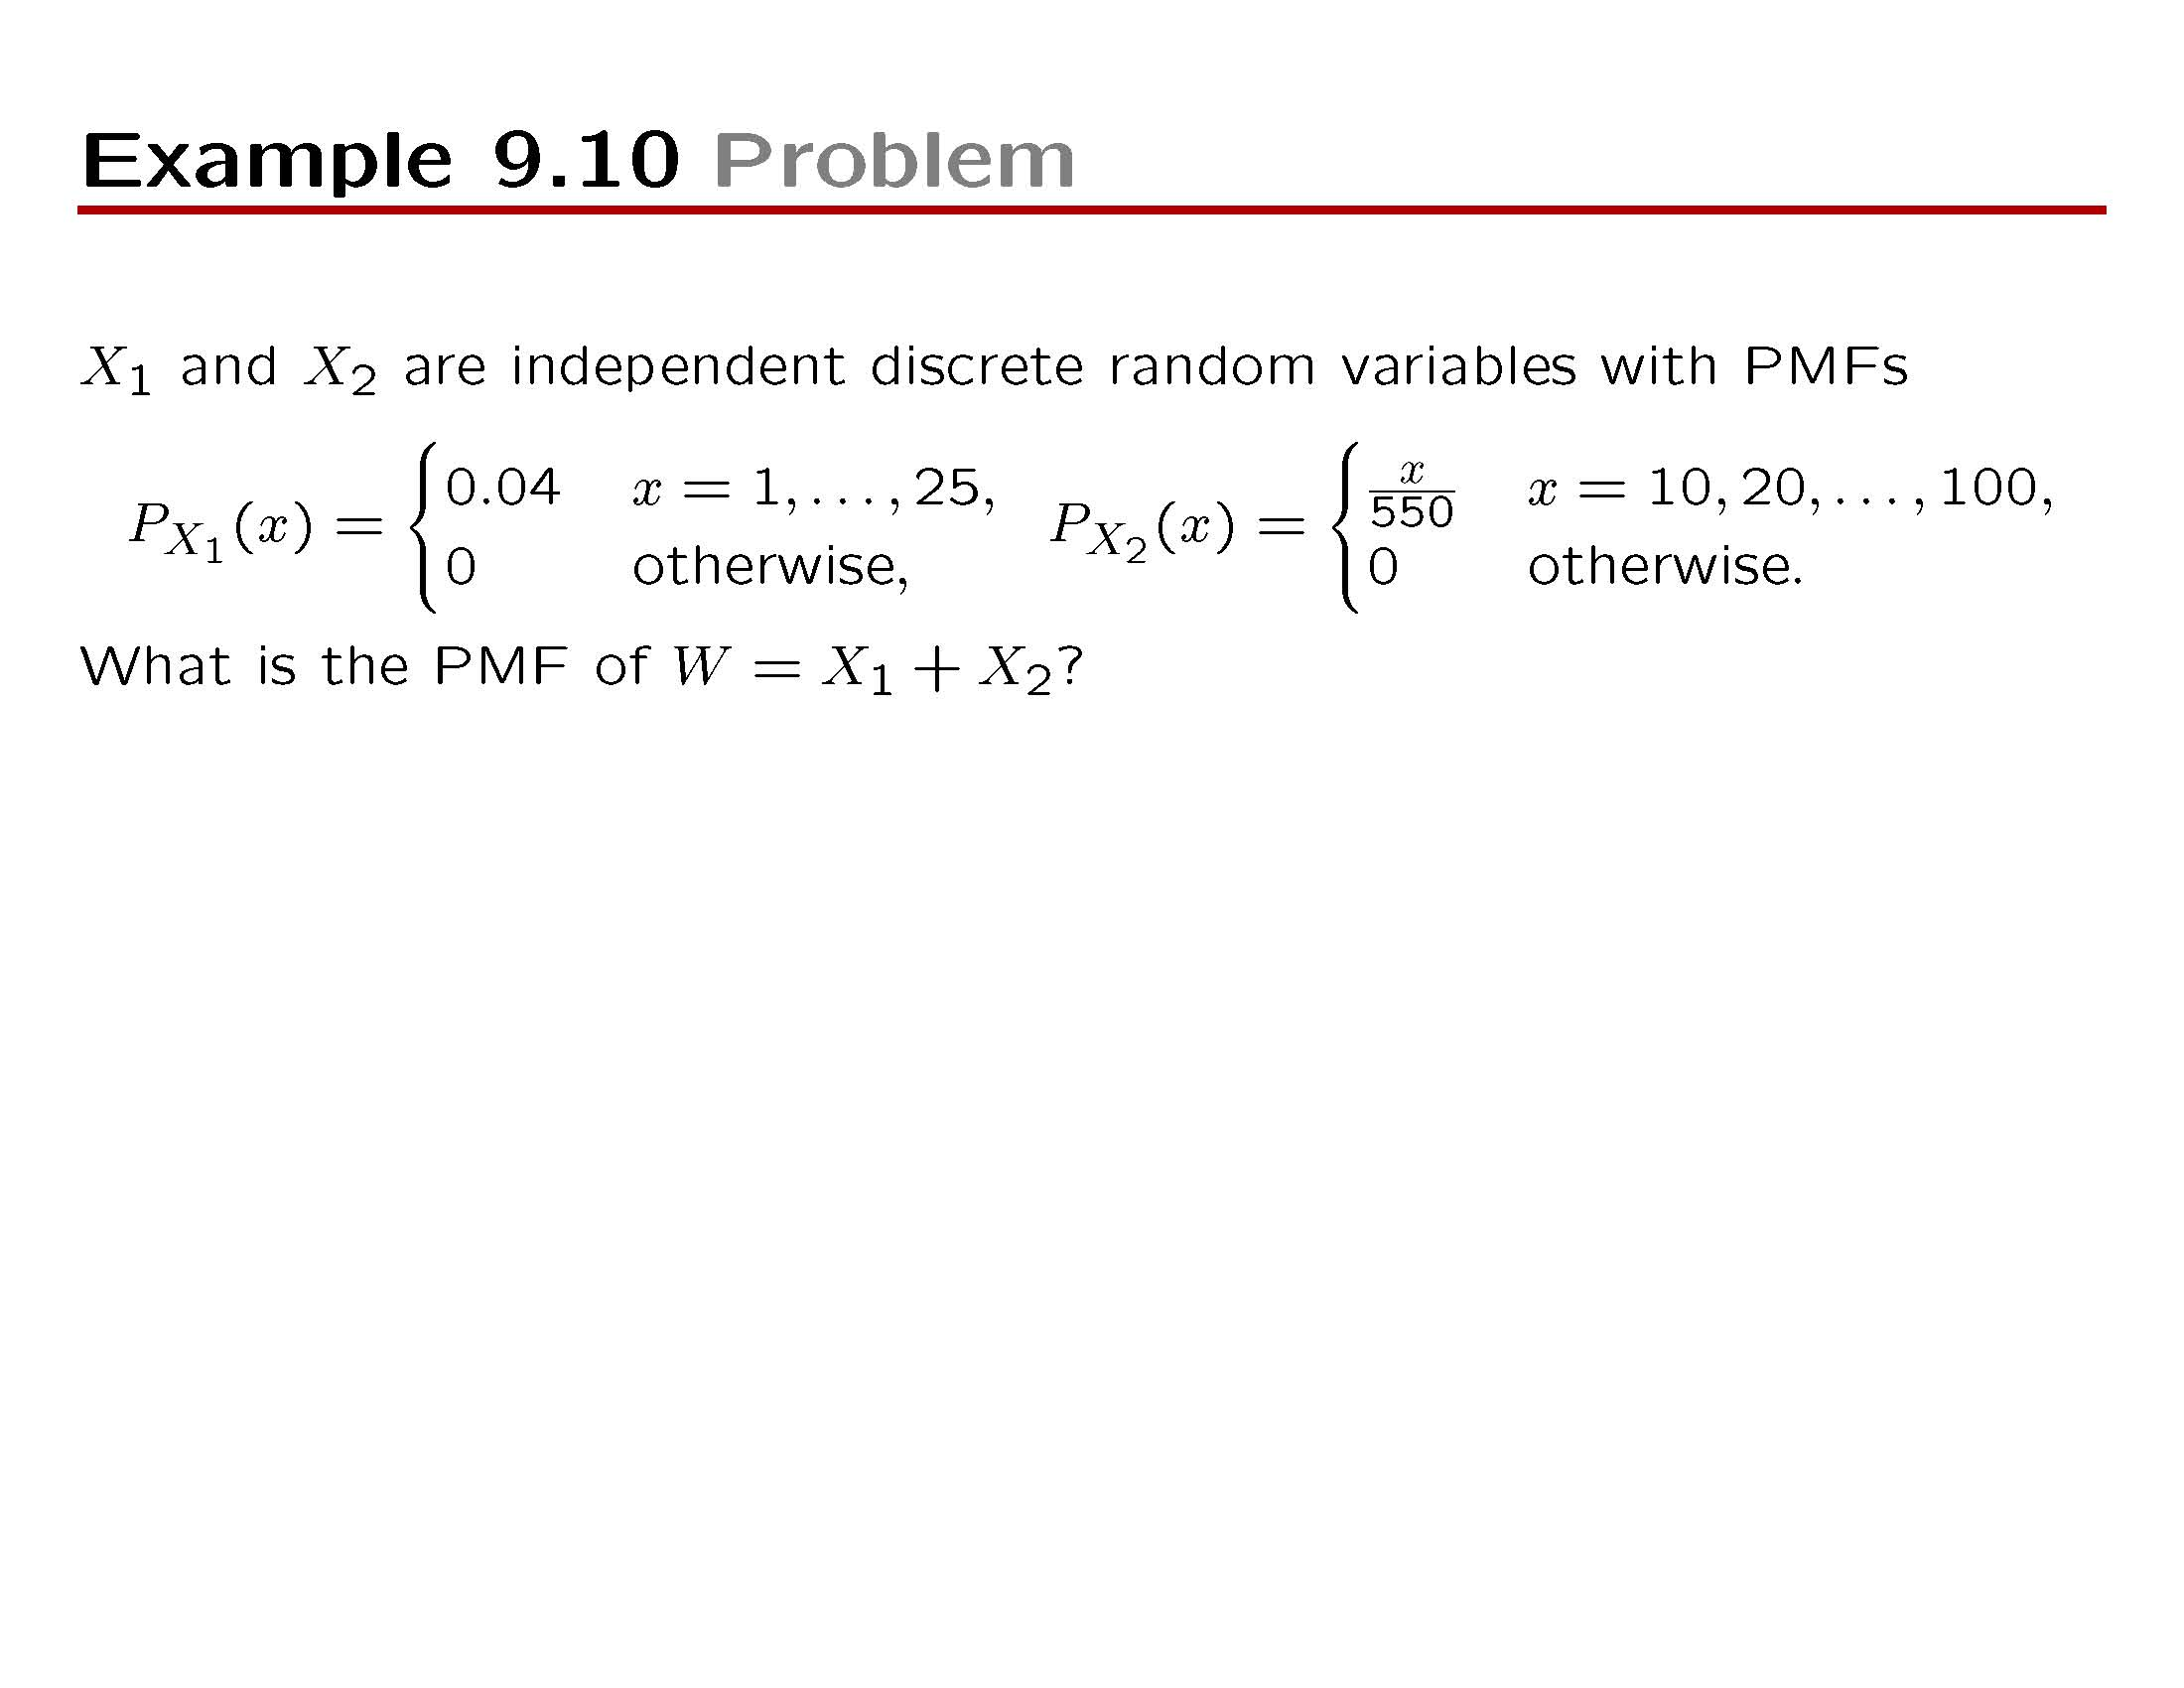 Example 9.10 Problem
X₁ and X₂ are independent discrete random variables with PMFs
P_{X₁}(x) = { 0.04 x = 1, . . . , 25, 0 otherwise, P_{X₂}(x) = { x/550 x = 10, 20, . . . , 100, 0 otherwise.
What is the PMF of W = X₁ + X₂?